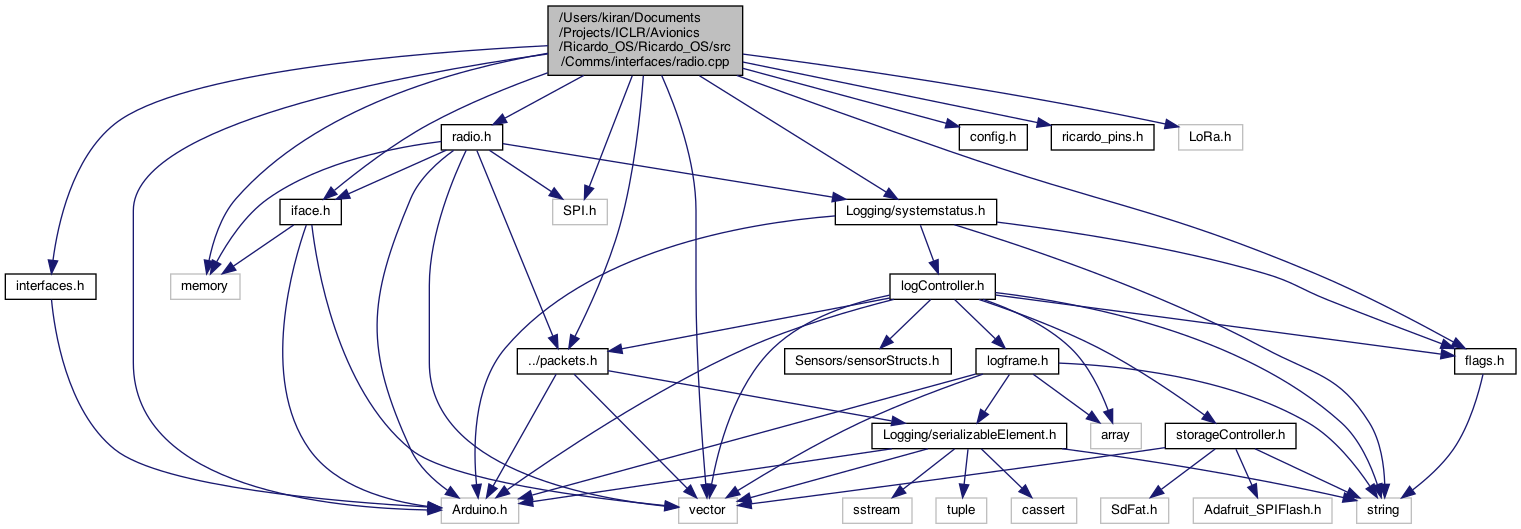 /Users/kiran/Documents
/Projects/ICLR/Avionics
/Ricardo_OS/Ricardo_OS/src
/Comms/interfaces/radio.cpp
radio.h
config.h
ricardo_pins.h
LoRa.h
iface.h
SPI.h
Logging/systemstatus.h
interfaces.h
memory
logController.h
../packets.h
Sensors/sensorStructs.h
logframe.h
flags.h
Logging/serializableElement.h
array
storageController.h
Arduino.h
vector
sstream
tuple
cassert
SdFat.h
Adafruit_SPIFlash.h
string